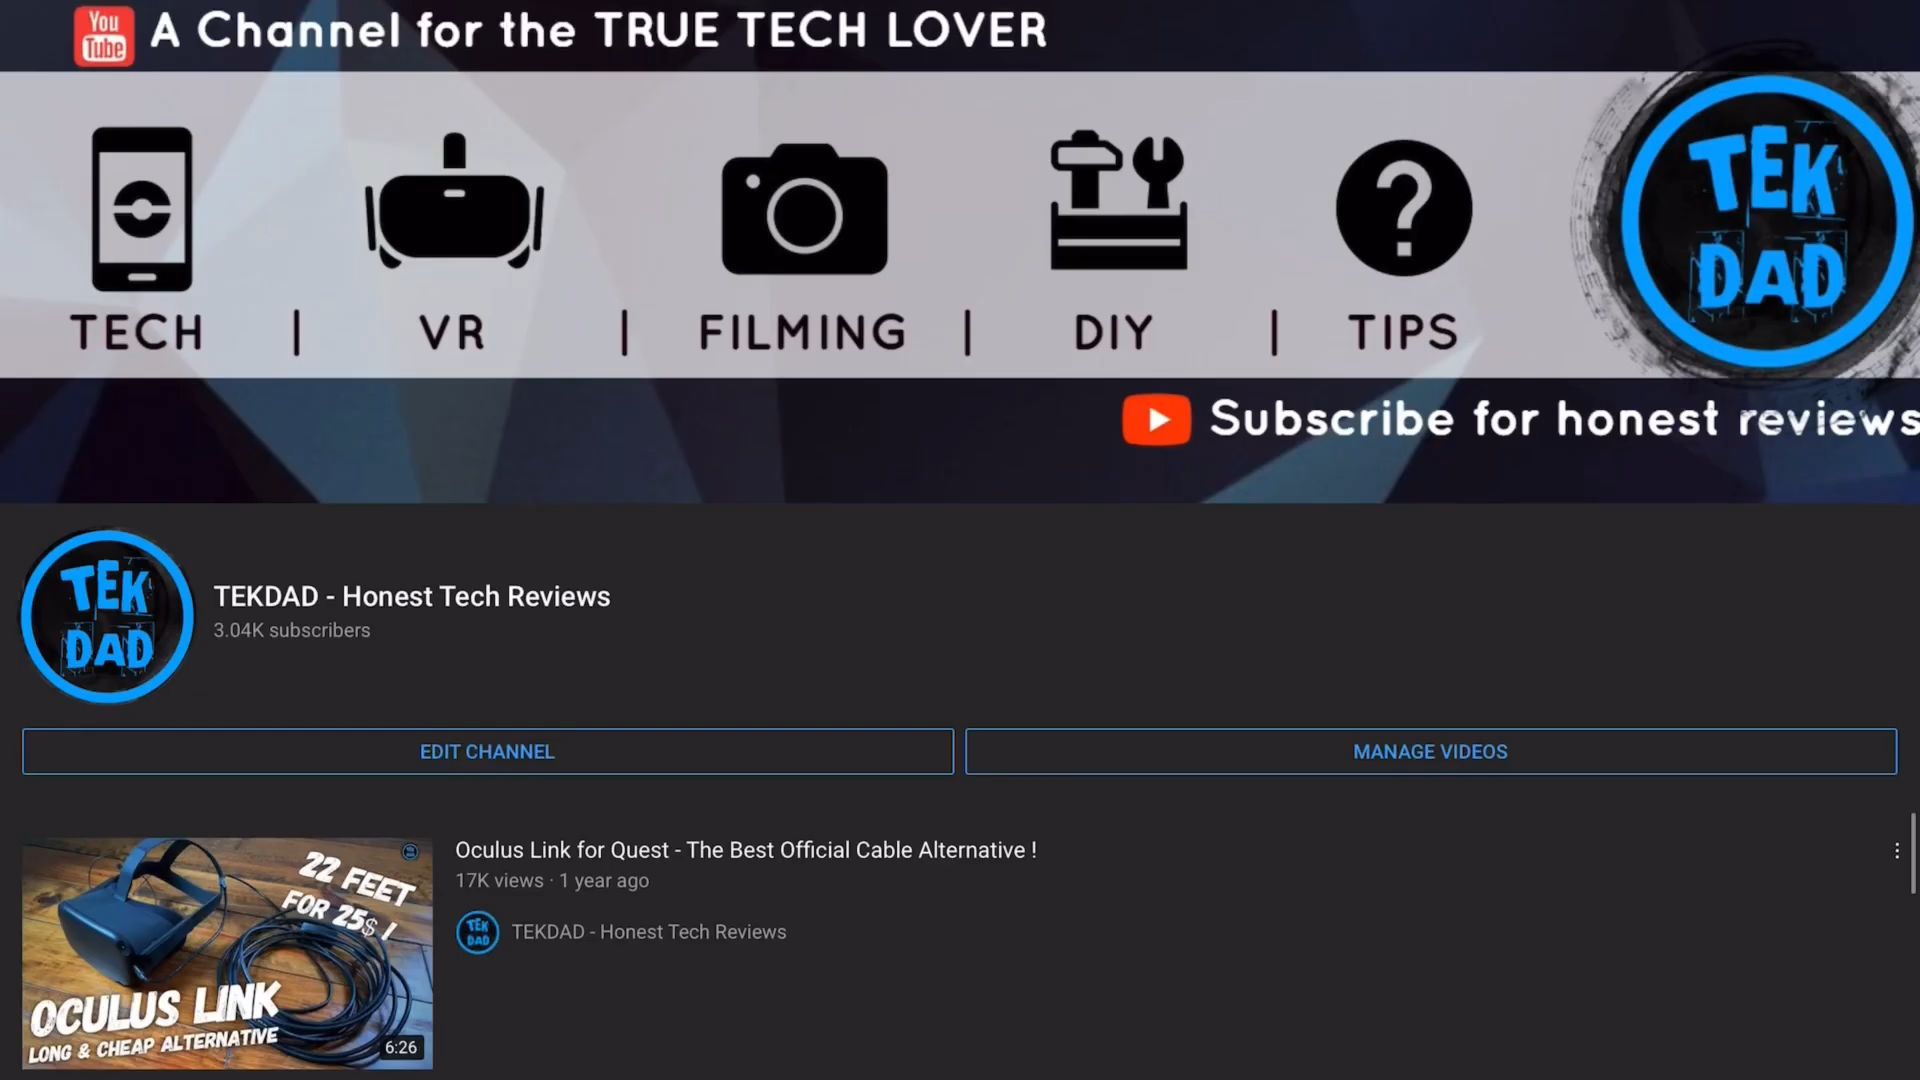 You
Tube
A Channel for the TRUE TECH LOVER
TECH | VR | FILMING | DIY | TIPS
TEK
DAD
Subscribe for honest reviews
TEK
DAD
TEKDAD - Honest Tech Reviews
3.04K subscribers
EDIT CHANNEL
MANAGE VIDEOS
22 FEET
FOR 25$ !
OCULUS LINK
LONG & CHEAP ALTERNATIVE
6:26
Oculus Link for Quest - The Best Official Cable Alternative !
17K views · 1 year ago
TEK
DAD
TEKDAD - Honest Tech Reviews